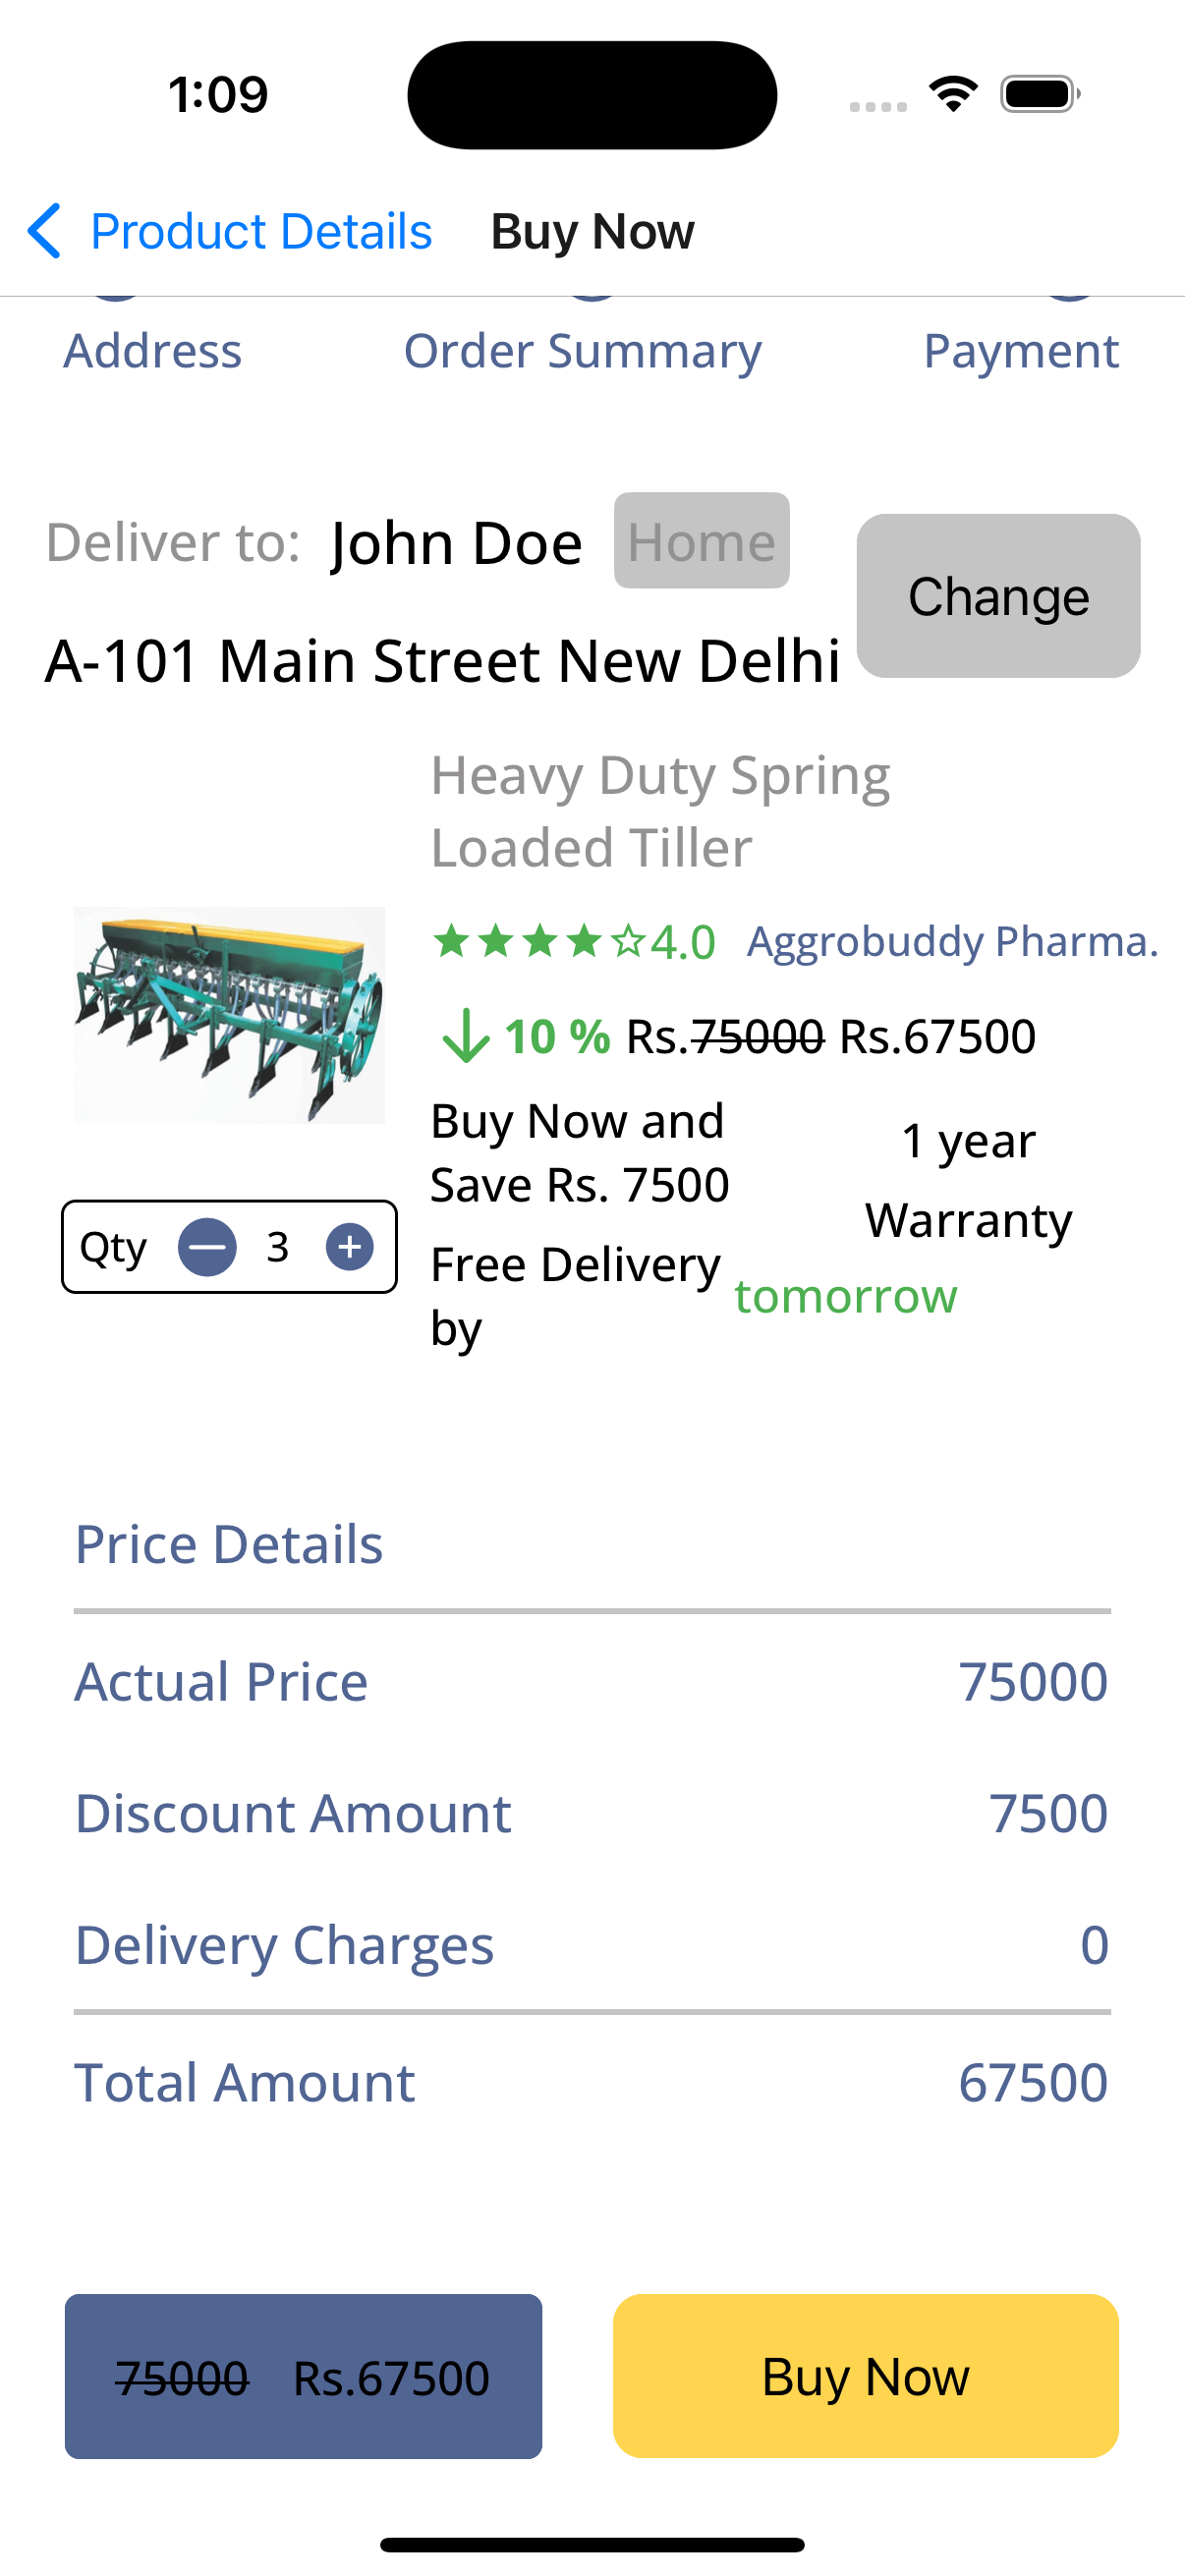 1:09
Product Details Buy Now
Address Order Summary Payment
Deliver to: John Doe Home
Change
A-101 Main Street New Delhi
Heavy Duty Spring
Loaded Tiller
4.0 Aggrobuddy Pharma.
10 % Rs.75000 Rs.67500
Buy Now and
Save Rs. 7500
1 year
Warranty
Qty 3
Free Delivery
by
tomorrow
Price Details
Actual Price 75000
Discount Amount 7500
Delivery Charges 0
Total Amount 67500
75000 Rs.67500
Buy Now